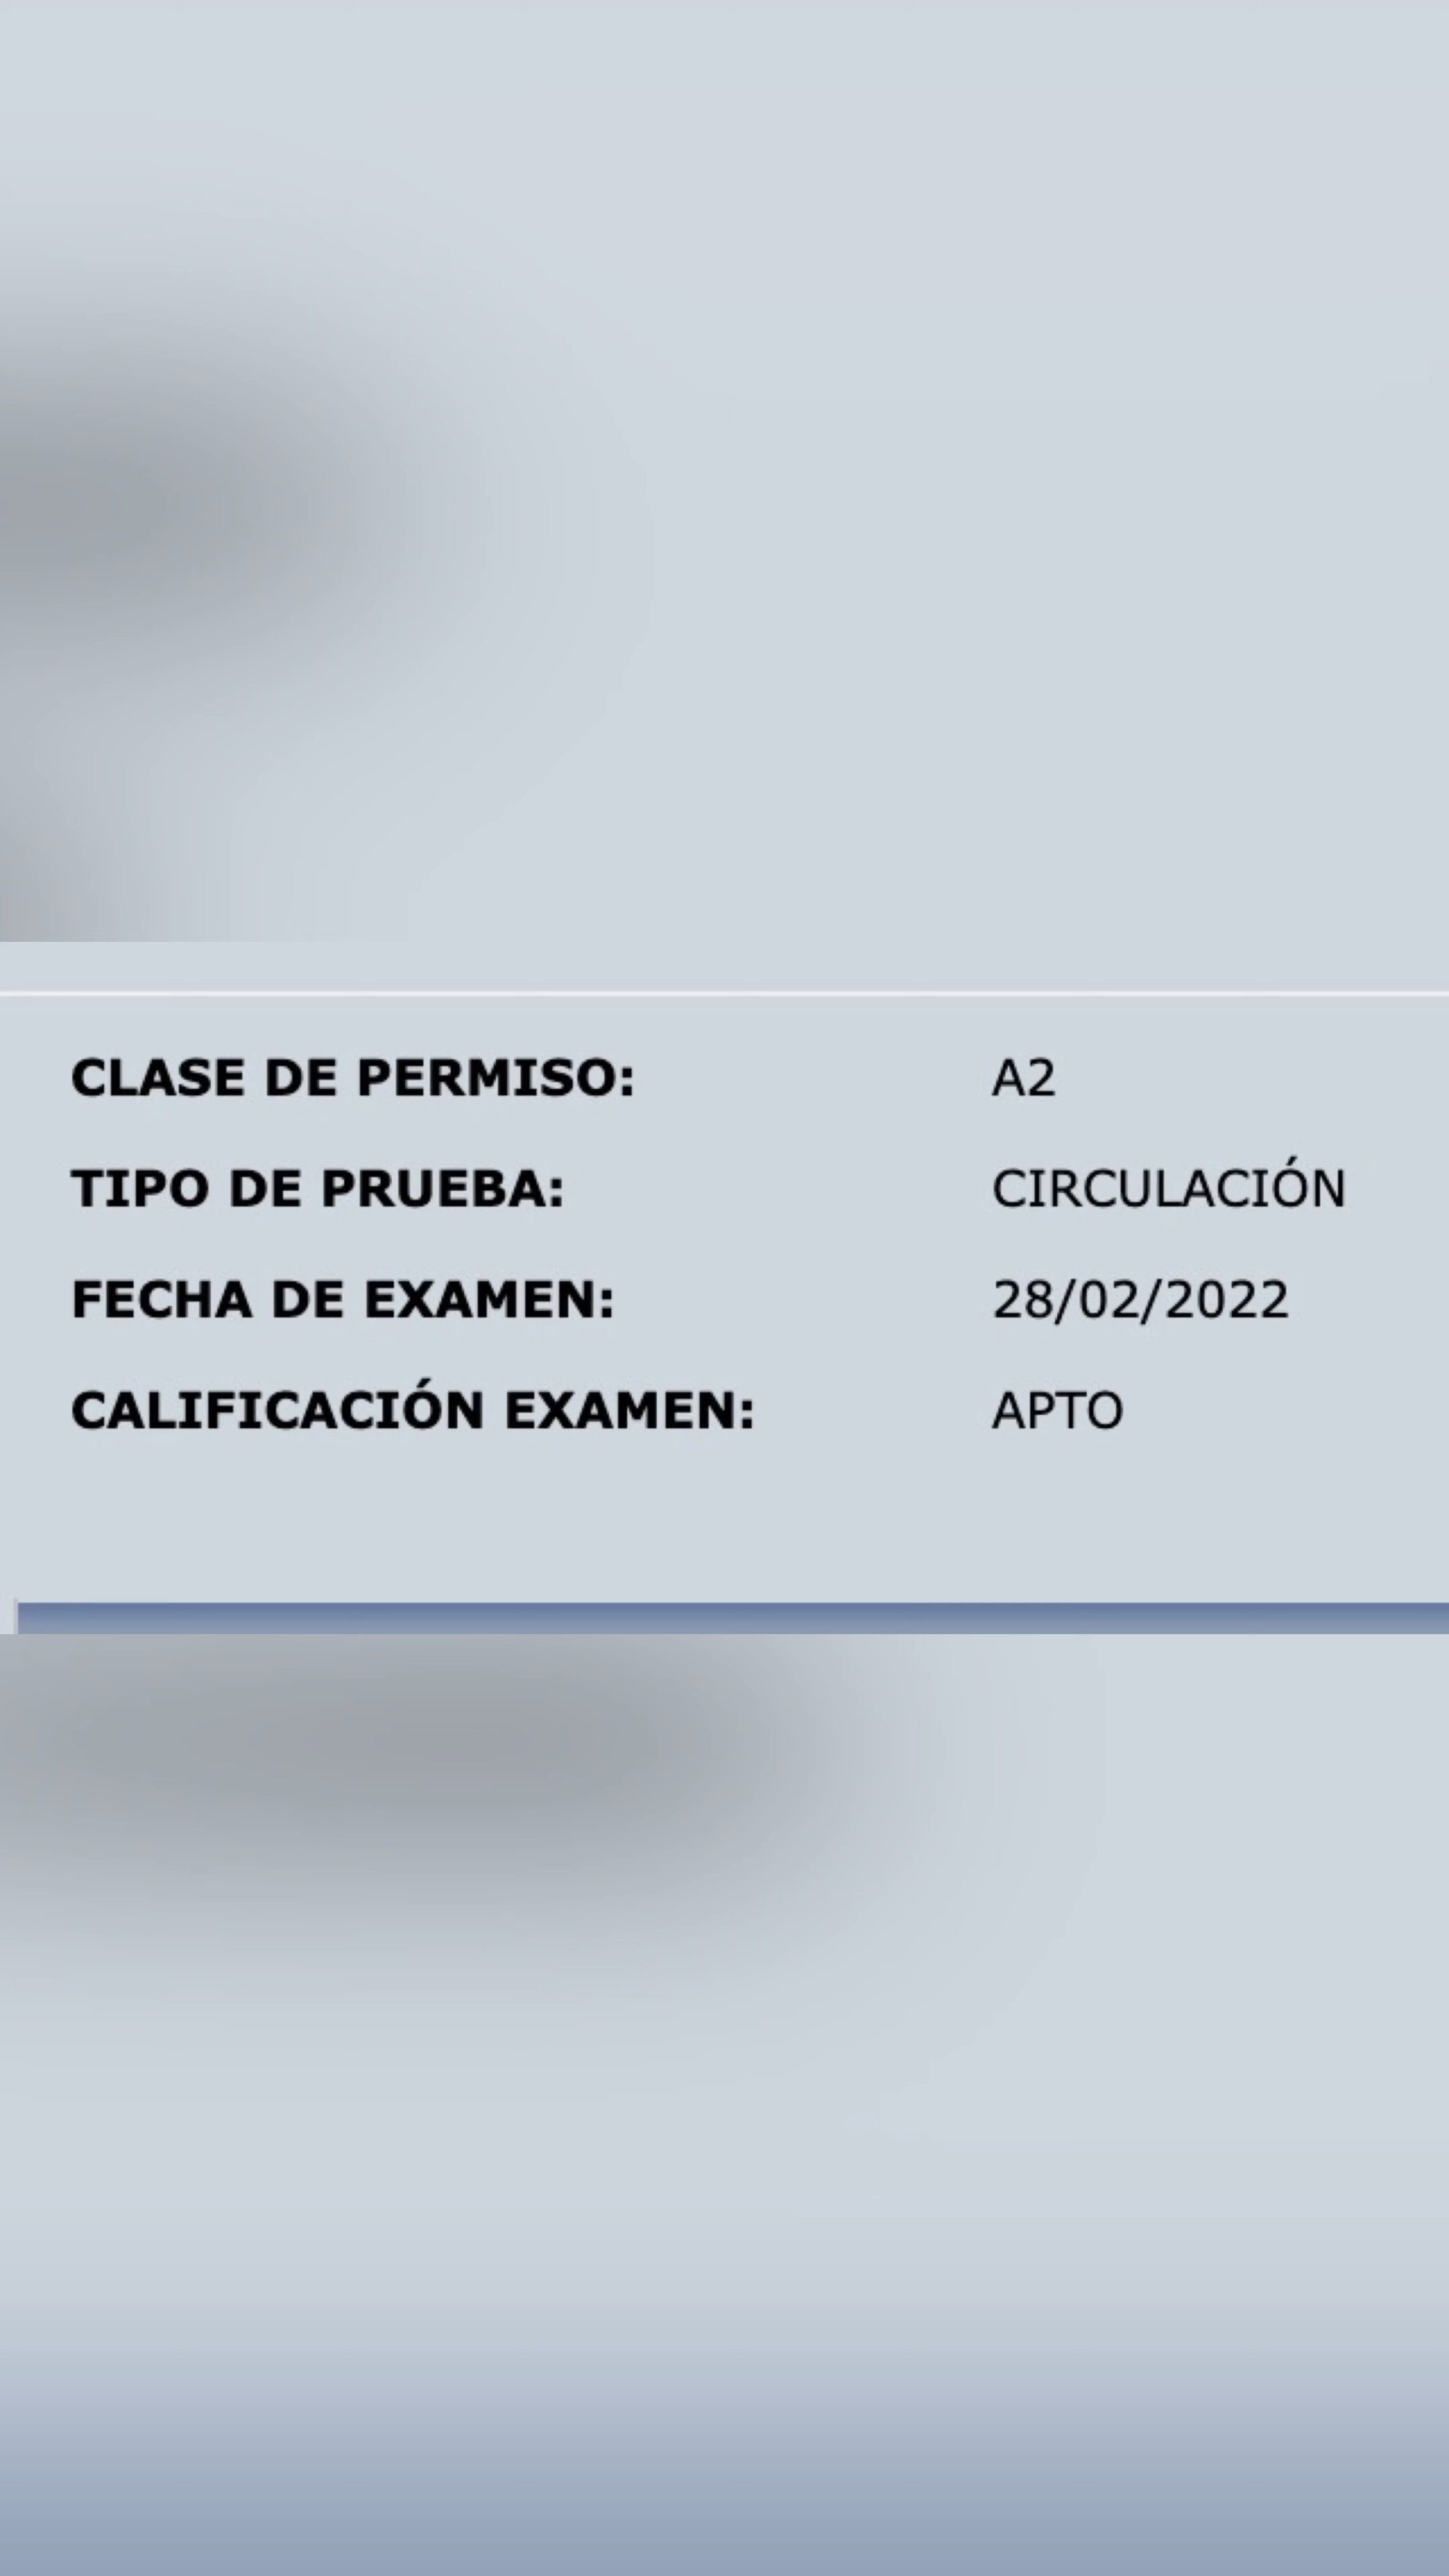 CLASE DE PERMISO: A2
TIPO DE PRUEBA: CIRCULACIÓN
FECHA DE EXAMEN: 28/02/2022
CALIFICACIÓN EXAMEN: APTO